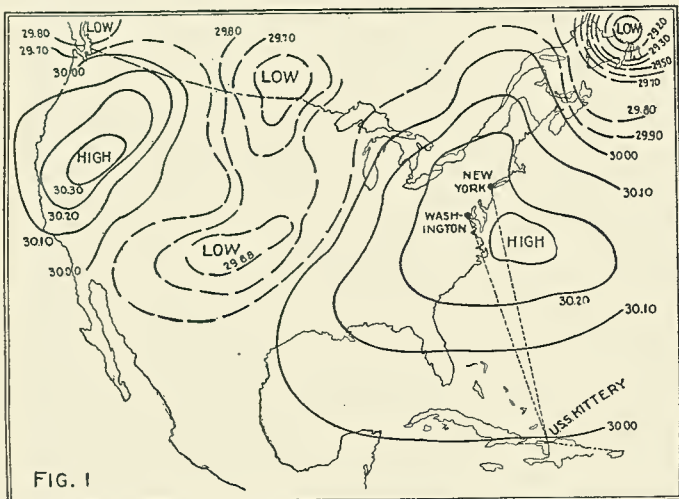 LOW
29.80
29.70
30.00
29.80
29.70
LOW
LOW
29.20
29.30
29.50
29.70
29.80
29.90
30.00
30.10
HIGH
30.30
30.20
30.10
30.00
LOW
29.88
NEW
YORK
WASH-
INGTON
HIGH
30.20
30.10
U.S.S. KITTERY
30.00
FIG. 1